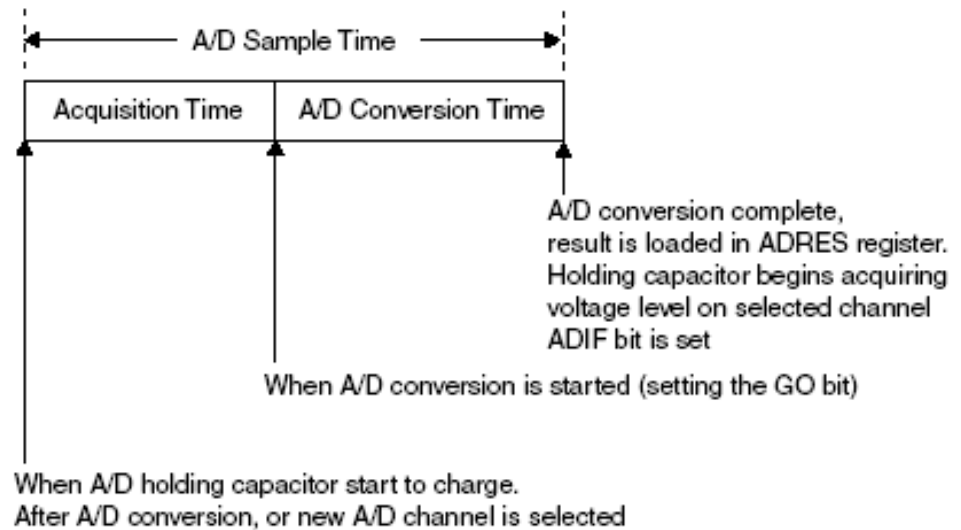 A/D Sample Time
Acquisition Time
A/D Conversion Time
A/D conversion complete,
result is loaded in ADRES register.
Holding capacitor begins acquiring
voltage level on selected channel
ADIF bit is set
When A/D conversion is started (setting the GO bit)
When A/D holding capacitor start to charge.
After A/D conversion, or new A/D channel is selected